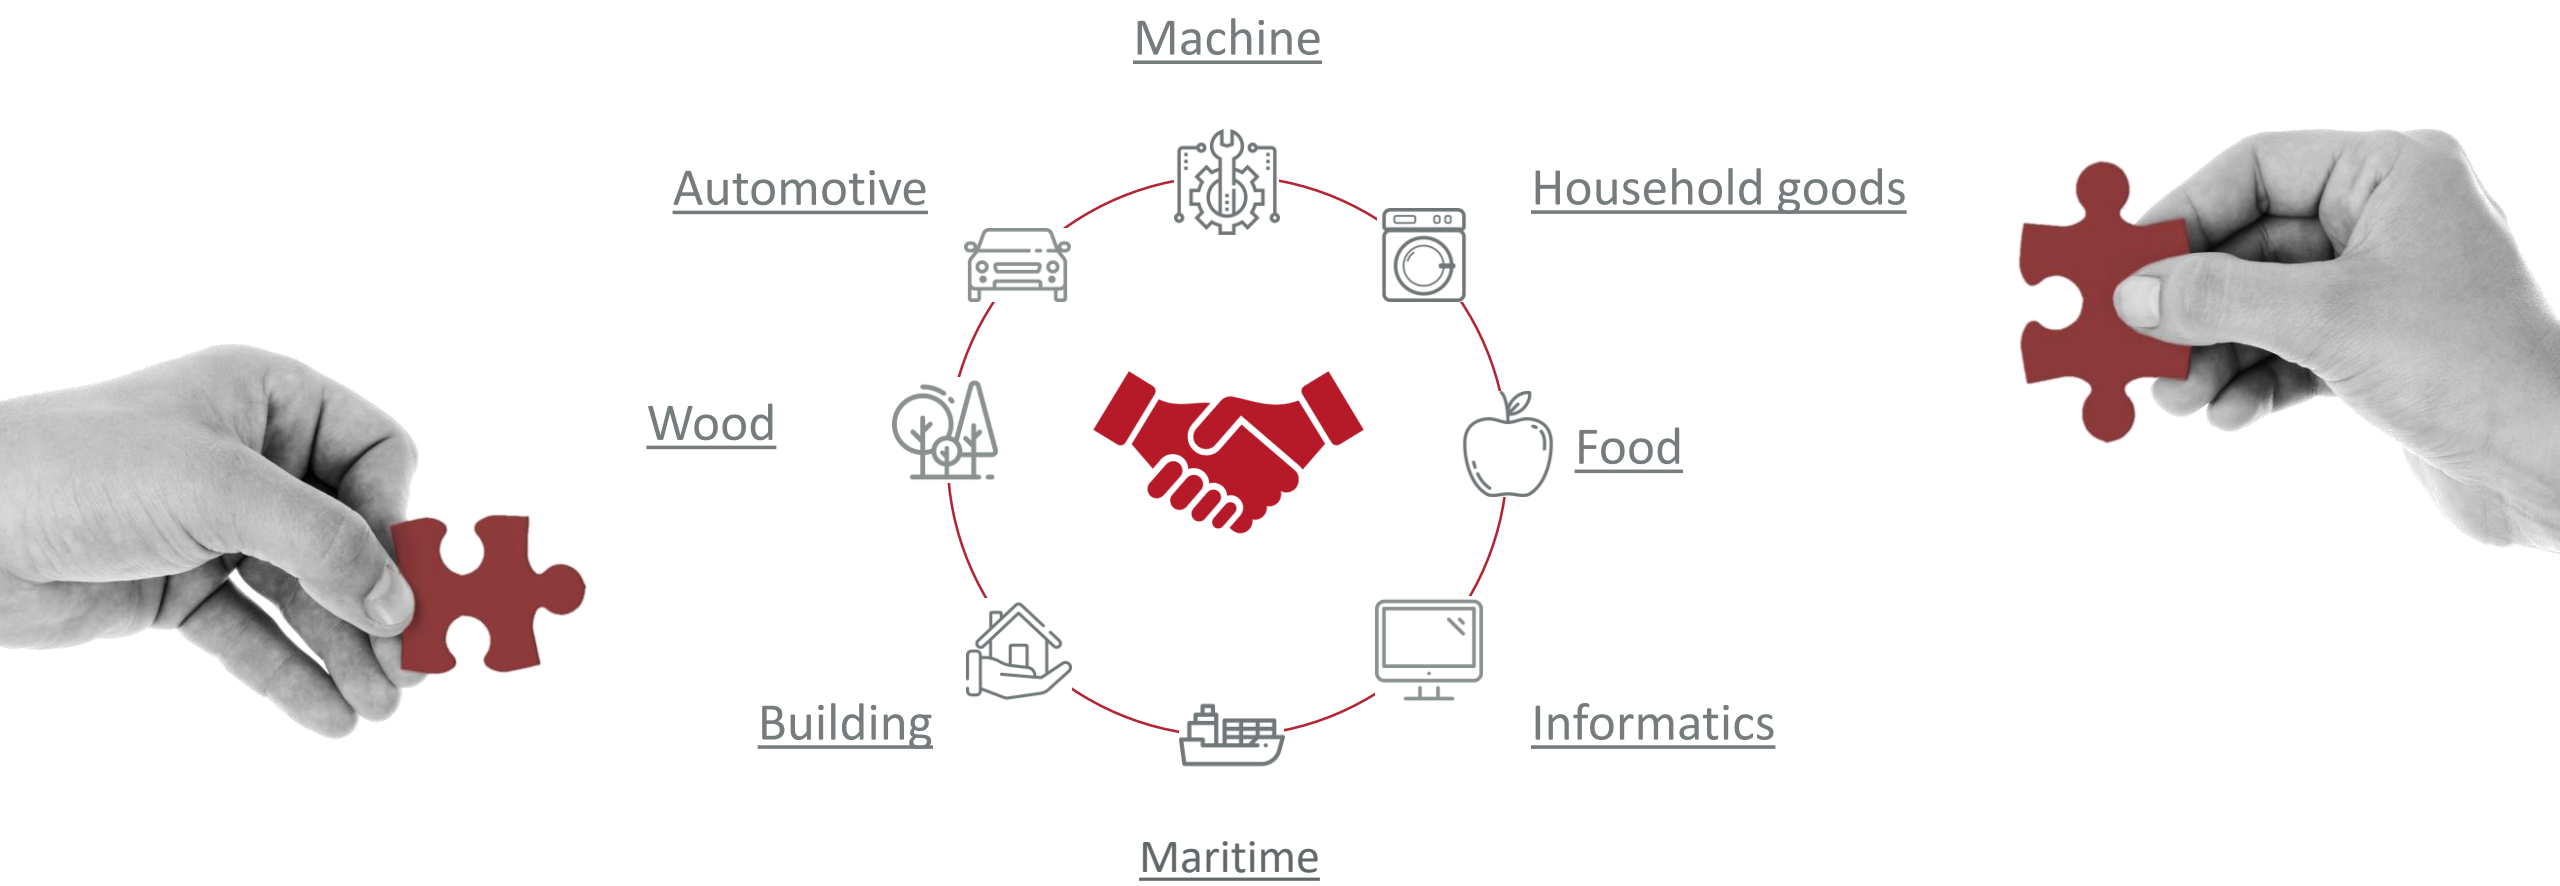 Machine
Automotive
Household goods
Wood
Food
Building
Informatics
Maritime